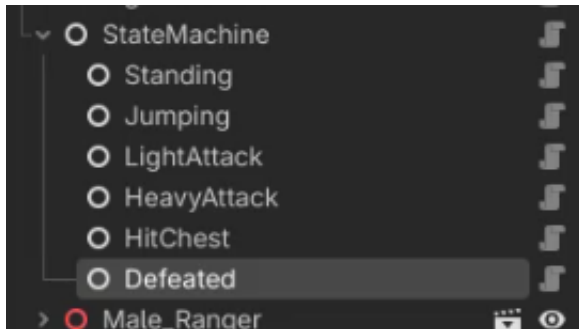 StateMachine
Standing
Jumping
LightAttack
HeavyAttack
HitChest
Defeated
Male_Ranger